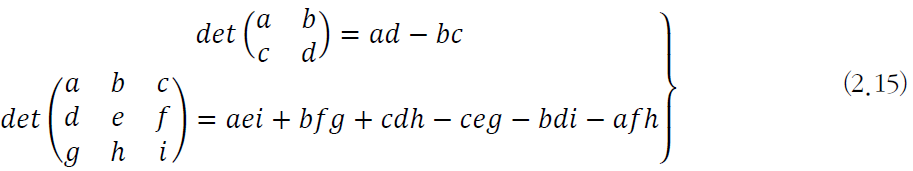 det(a b
c d) = ad − bc
det(a b c
d e f
g h i) = aei + bfg + cdh − ceg − bdi − afh} (2.15)